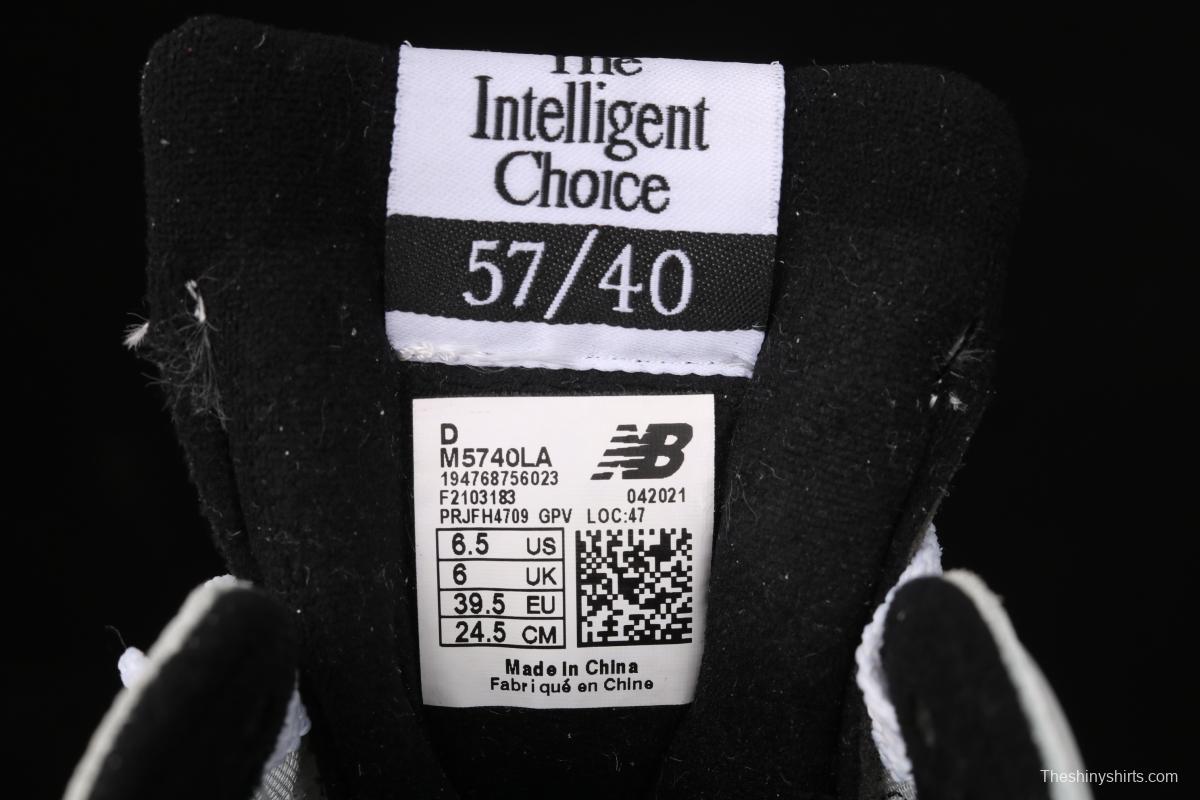 The
Intelligent
Choice
57/40
D
M5740LA
NB
194768756023
F2103183 042021
PRJFH4709 GPV LOC:47
6.5 US
6 UK
39.5 EU
24.5 CM
Made In China
Fabriqué en Chine
Theshinyshirts.com